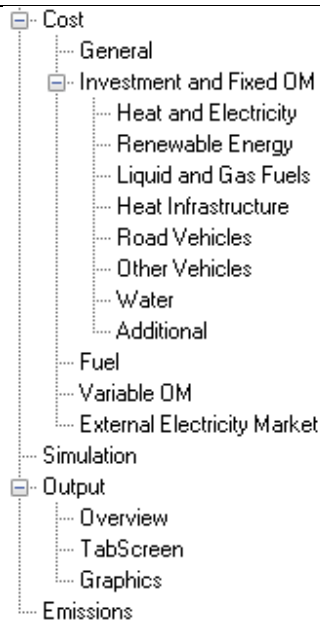 Cost
General
Investment and Fixed OM
Heat and Electricity
Renewable Energy
Liquid and Gas Fuels
Heat Infrastructure
Road Vehicles
Other Vehicles
Water
Additional
Fuel
Variable OM
External Electricity Market
Simulation
Output
Overview
TabScreen
Graphics
Emissions